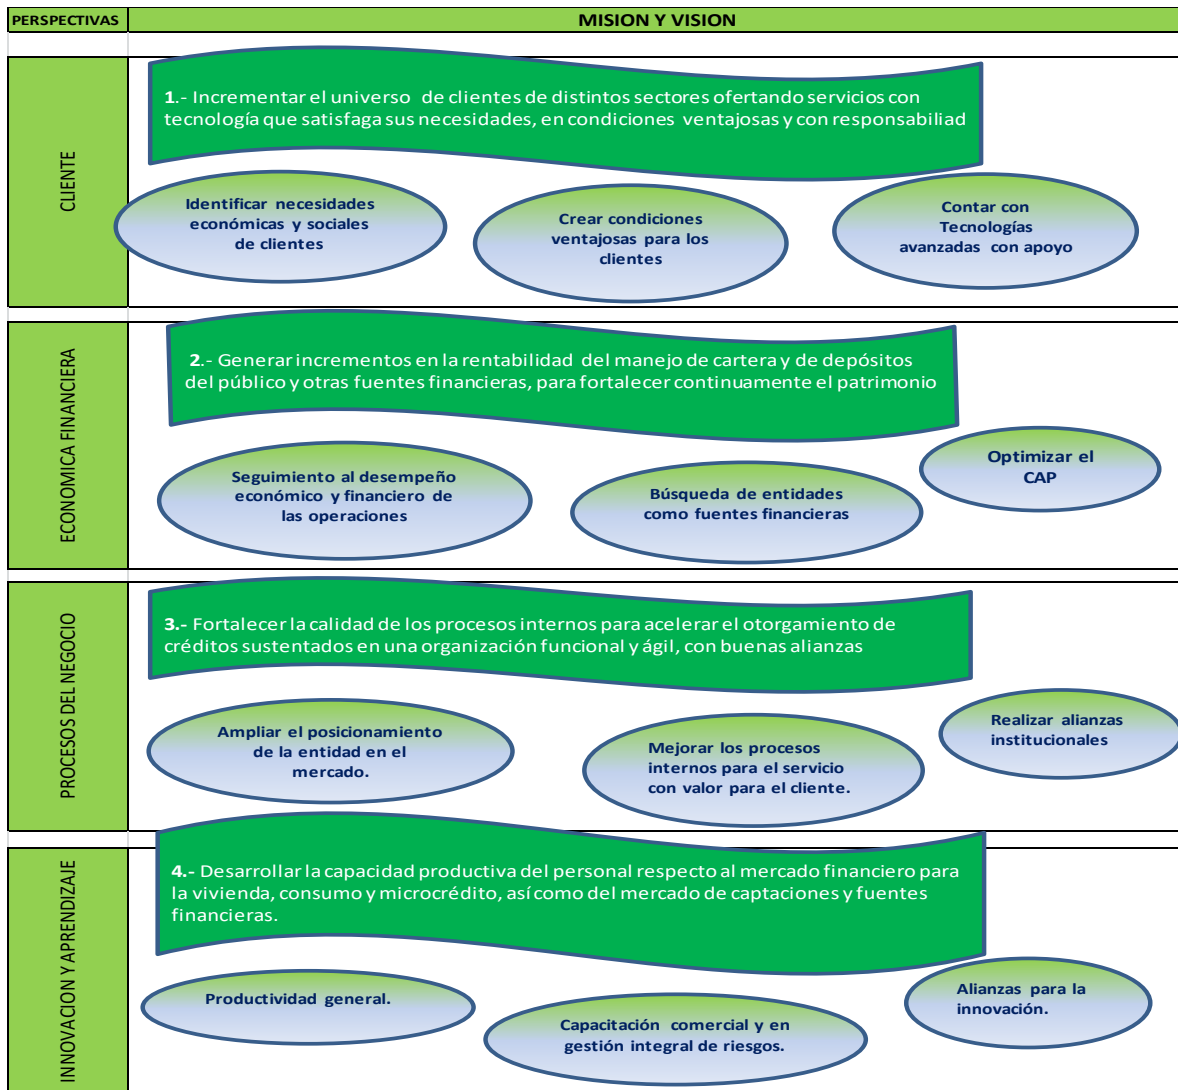 PERSPECTIVAS
MISION Y VISION
CLIENTE
1.- Incrementar el universo de clientes de distintos sectores ofertando servicios con
tecnología que satisfaga sus necesidades, en condiciones ventajosas y con responsabiliad
Identificar necesidades
económicas y sociales
de clientes
Crear condiciones
ventajosas para los
clientes
Contar con
Tecnologías
avanzadas con apoyo
ECONOMICA FINANCIERA
2.- Generar incrementos en la rentabilidad del manejo de cartera y de depósitos
del público y otras fuentes financieras, para fortalecer continuamente el patrimonio
Seguimiento al desempeño
económico y financiero de
las operaciones
Búsqueda de entidades
como fuentes financieras
Optimizar el
CAP
PROCESOS DEL NEGOCIO
3.- Fortalecer la calidad de los procesos internos para acelerar el otorgamiento de
créditos sustentados en una organización funcional y ágil, con buenas alianzas
Ampliar el posicionamiento
de la entidad en el
mercado.
Mejorar los procesos
internos para el servicio
con valor para el cliente.
Realizar alianzas
institucionales
INNOVACION Y APRENDIZAJE
4.- Desarrollar la capacidad productiva del personal respecto al mercado financiero para
la vivienda, consumo y microcrédito, así como del mercado de captaciones y fuentes
financieras.
Productividad general.
Capacitación comercial y en
gestión integral de riesgos.
Alianzas para la
innovación.